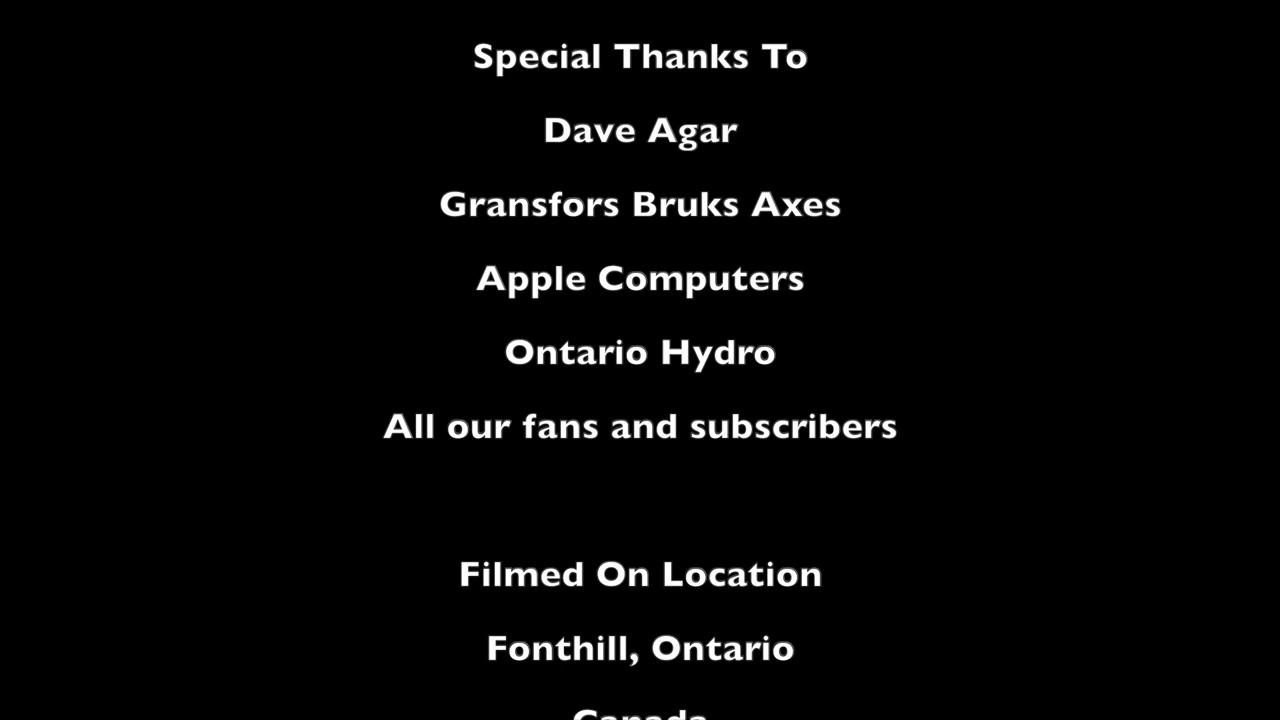 Special Thanks To
Dave Agar
Gransfors Bruks Axes
Apple Computers
Ontario Hydro
All our fans and subscribers
Filmed On Location
Fonthill, Ontario
Canada